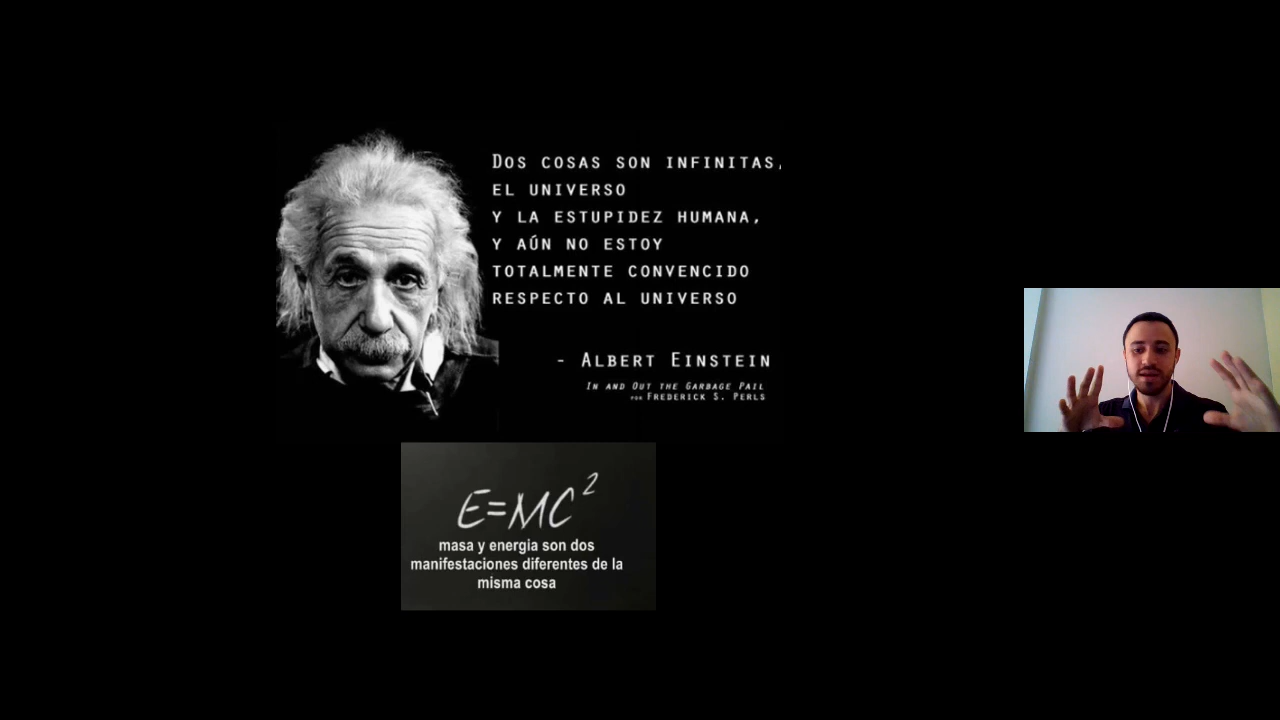 DOS COSAS SON INFINITAS,
EL UNIVERSO
Y LA ESTUPIDEZ HUMANA,
Y AÚN NO ESTOY
TOTALMENTE CONVENCIDO
RESPECTO AL UNIVERSO
- ALBERT EINSTEIN
IN AND OUT THE GARBAGE PAIL
POR FREDERICK S. PERLS
E=MC²
masa y energia son dos
manifestaciones diferentes de la
misma cosa